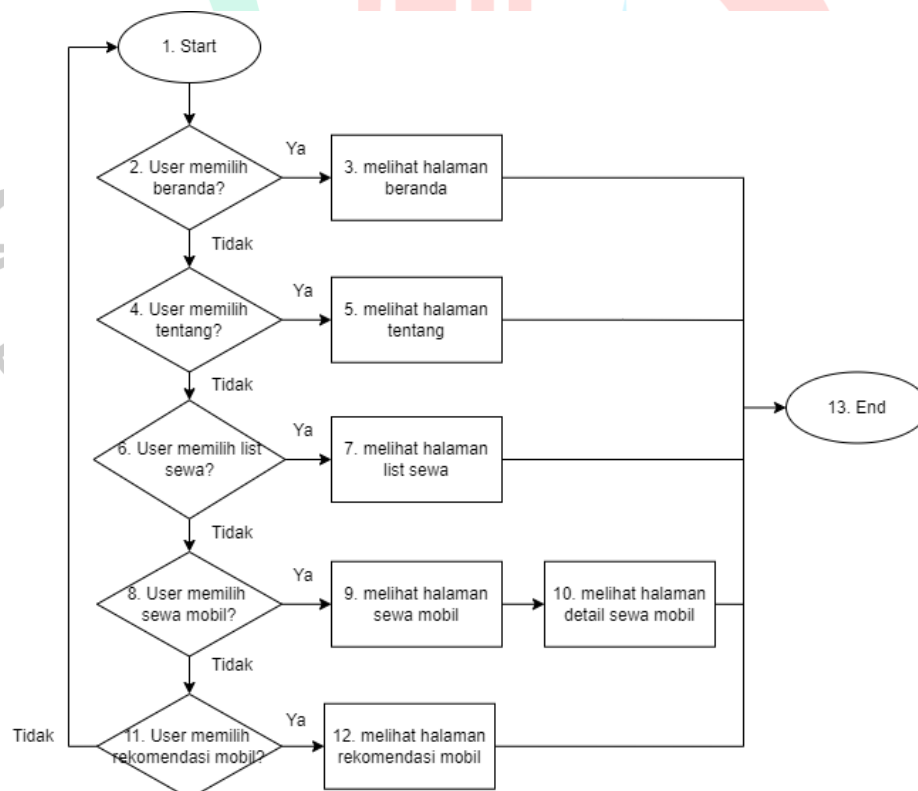 1. Start
Ya
2. User memilih
beranda?
3. melihat halaman
beranda
Tidak
Ya
4. User memilih
tentang?
5. melihat halaman
tentang
Tidak
13. End
Ya
6. User memilih list
sewa?
7. melihat halaman
list sewa
Tidak
Ya
8. User memilih
sewa mobil?
9. melihat halaman
sewa mobil
10. melihat halaman
detail sewa mobil
Tidak
Tidak
Ya
11. User memilih
rekomendasi mobil?
12. melihat halaman
rekomendasi mobil